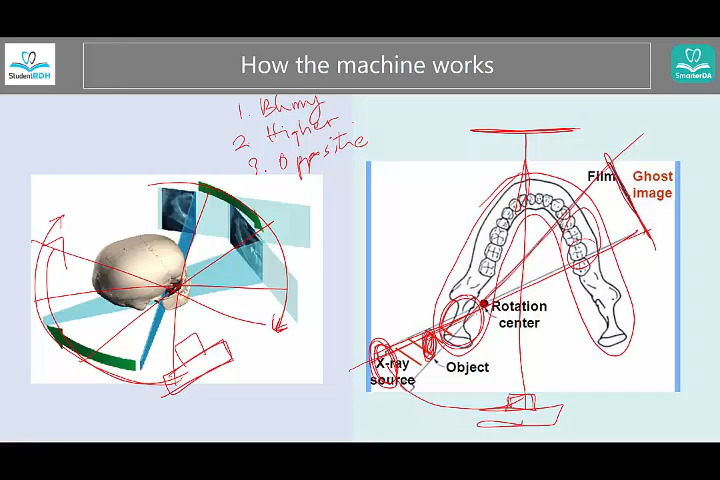 StudentRDH
How the machine works
SmarterDA
1. Blurry
2. Higher
3. Opposite
Film
Ghost
image
Rotation
center
X-ray
source
Object